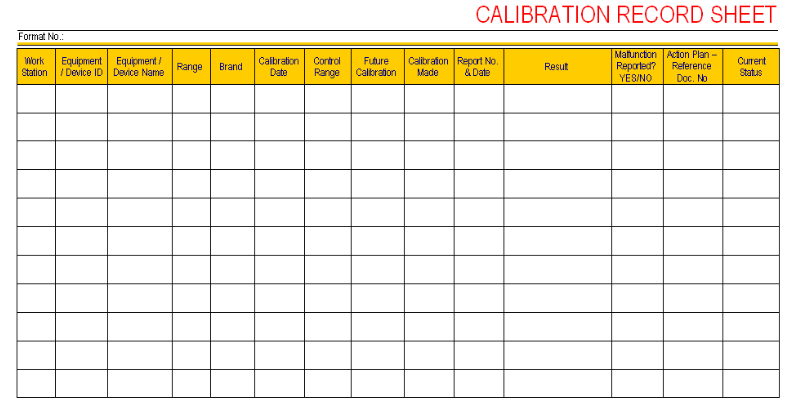 CALIBRATION RECORD SHEET
Format No.:
Work Station
Equipment / Device ID
Equipment / Device Name
Range
Brand
Calibration Date
Control Range
Future Calibration
Calibration Made
Report No. & Date
Result
Malfunction Reported? YES/NO
Action Plan – Reference Doc. No
Current Status